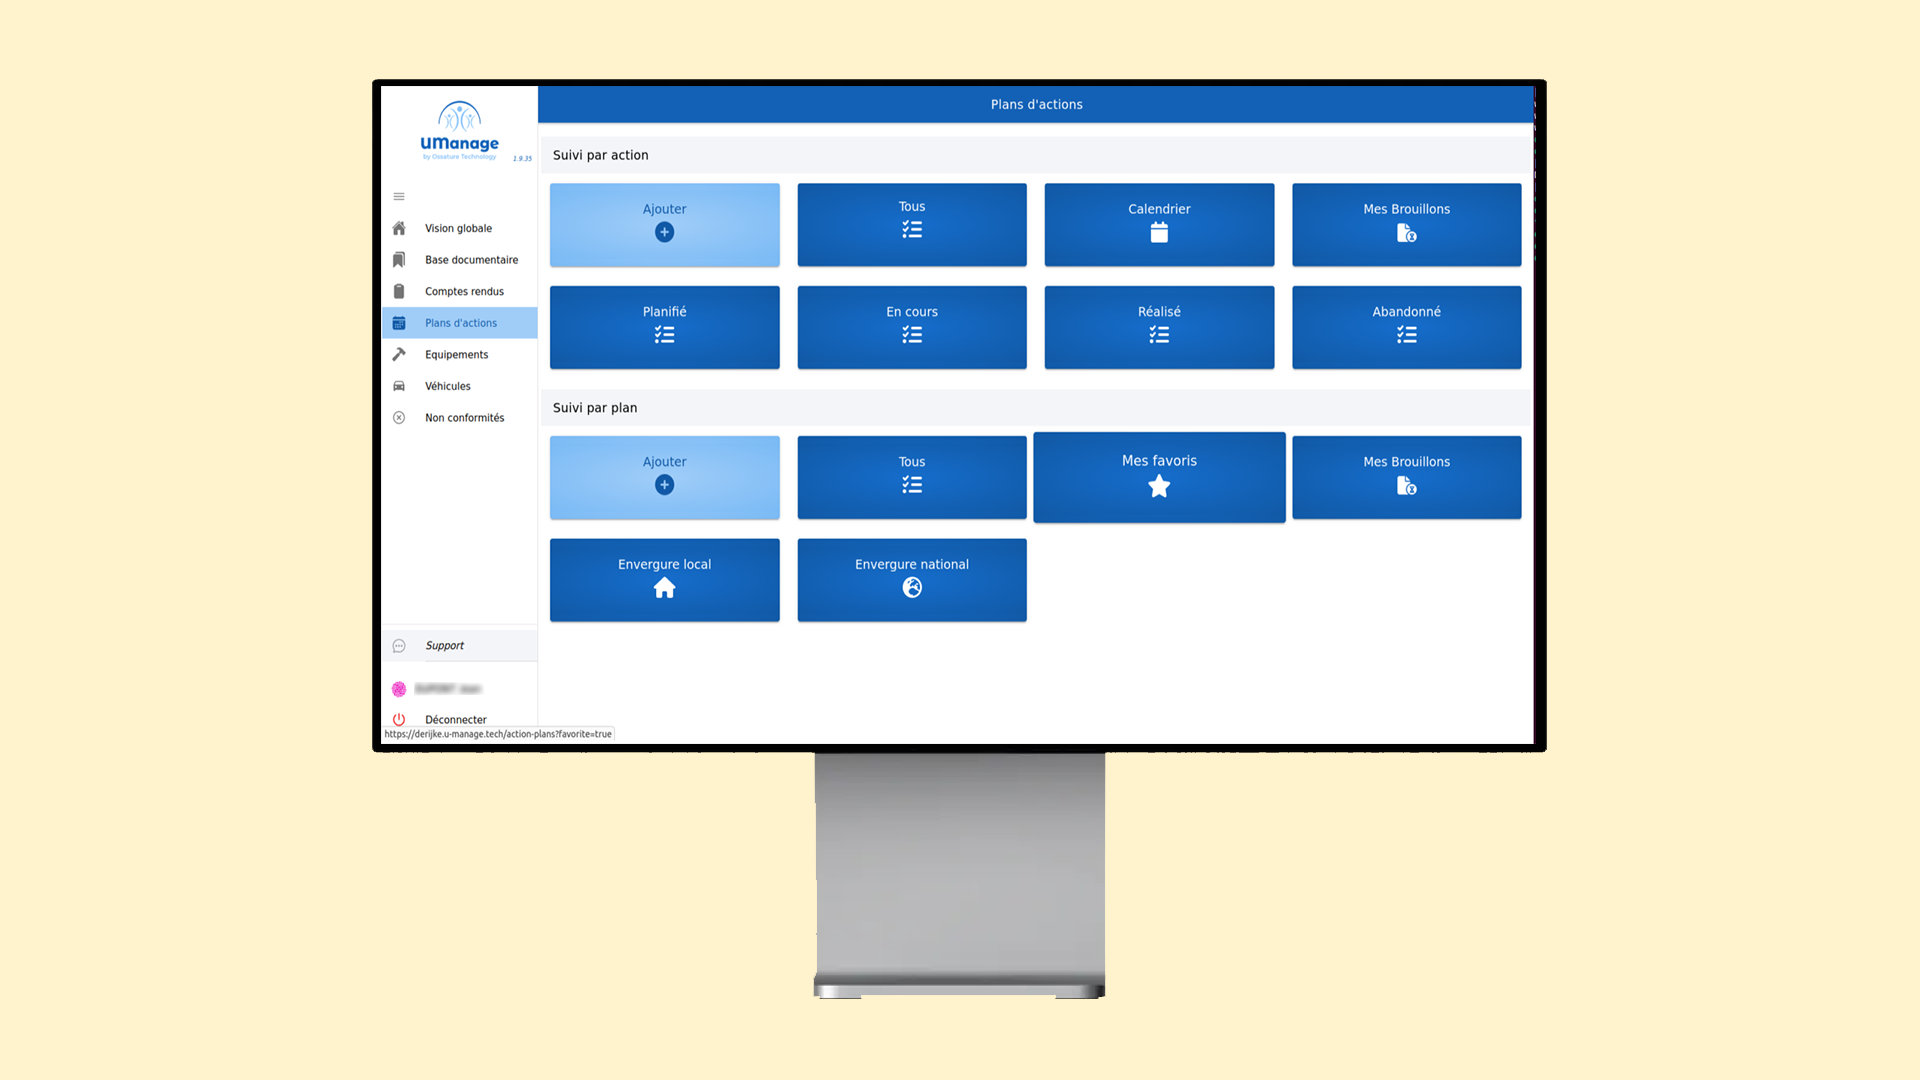 uManage
by Ossature Technology
1.9.35
Vision globale
Base documentaire
Comptes rendus
Plans d'actions
Equipements
Véhicules
Non conformités
Support
Déconnecter
https://derijke.u-manage.tech/action-plans?favorite=true
Plans d'actions
Suivi par action
Ajouter
Tous
Calendrier
Mes Brouillons
Planifié
En cours
Réalisé
Abandonné
Suivi par plan
Ajouter
Tous
Mes favoris
Mes Brouillons
Envergure local
Envergure national